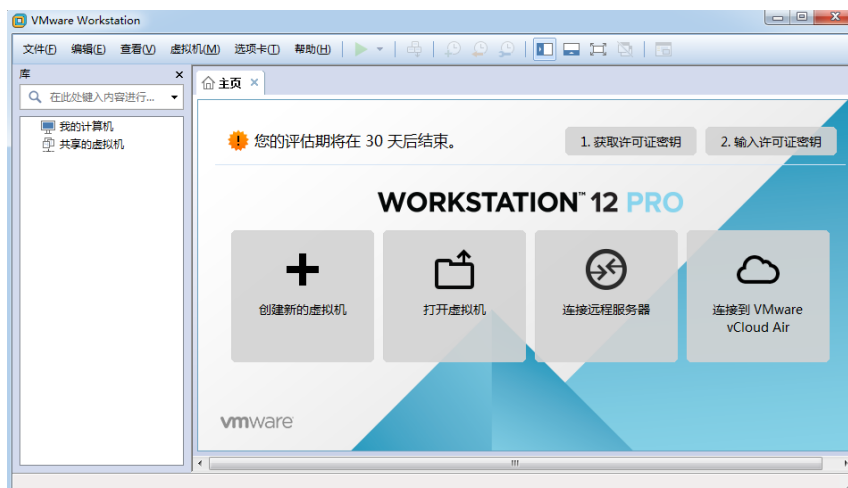 VMware Workstation
文件(F) 编辑(E) 查看(V) 虚拟机(M) 选项卡(T) 帮助(H)
库
在此处键入内容进行...
我的计算机
共享的虚拟机
主页
您的评估期将在 30 天后结束。
1. 获取许可证密钥
2. 输入许可证密钥
WORKSTATION™ 12 PRO
创建新的虚拟机
打开虚拟机
连接远程服务器
连接到 VMware
vCloud Air
vmware